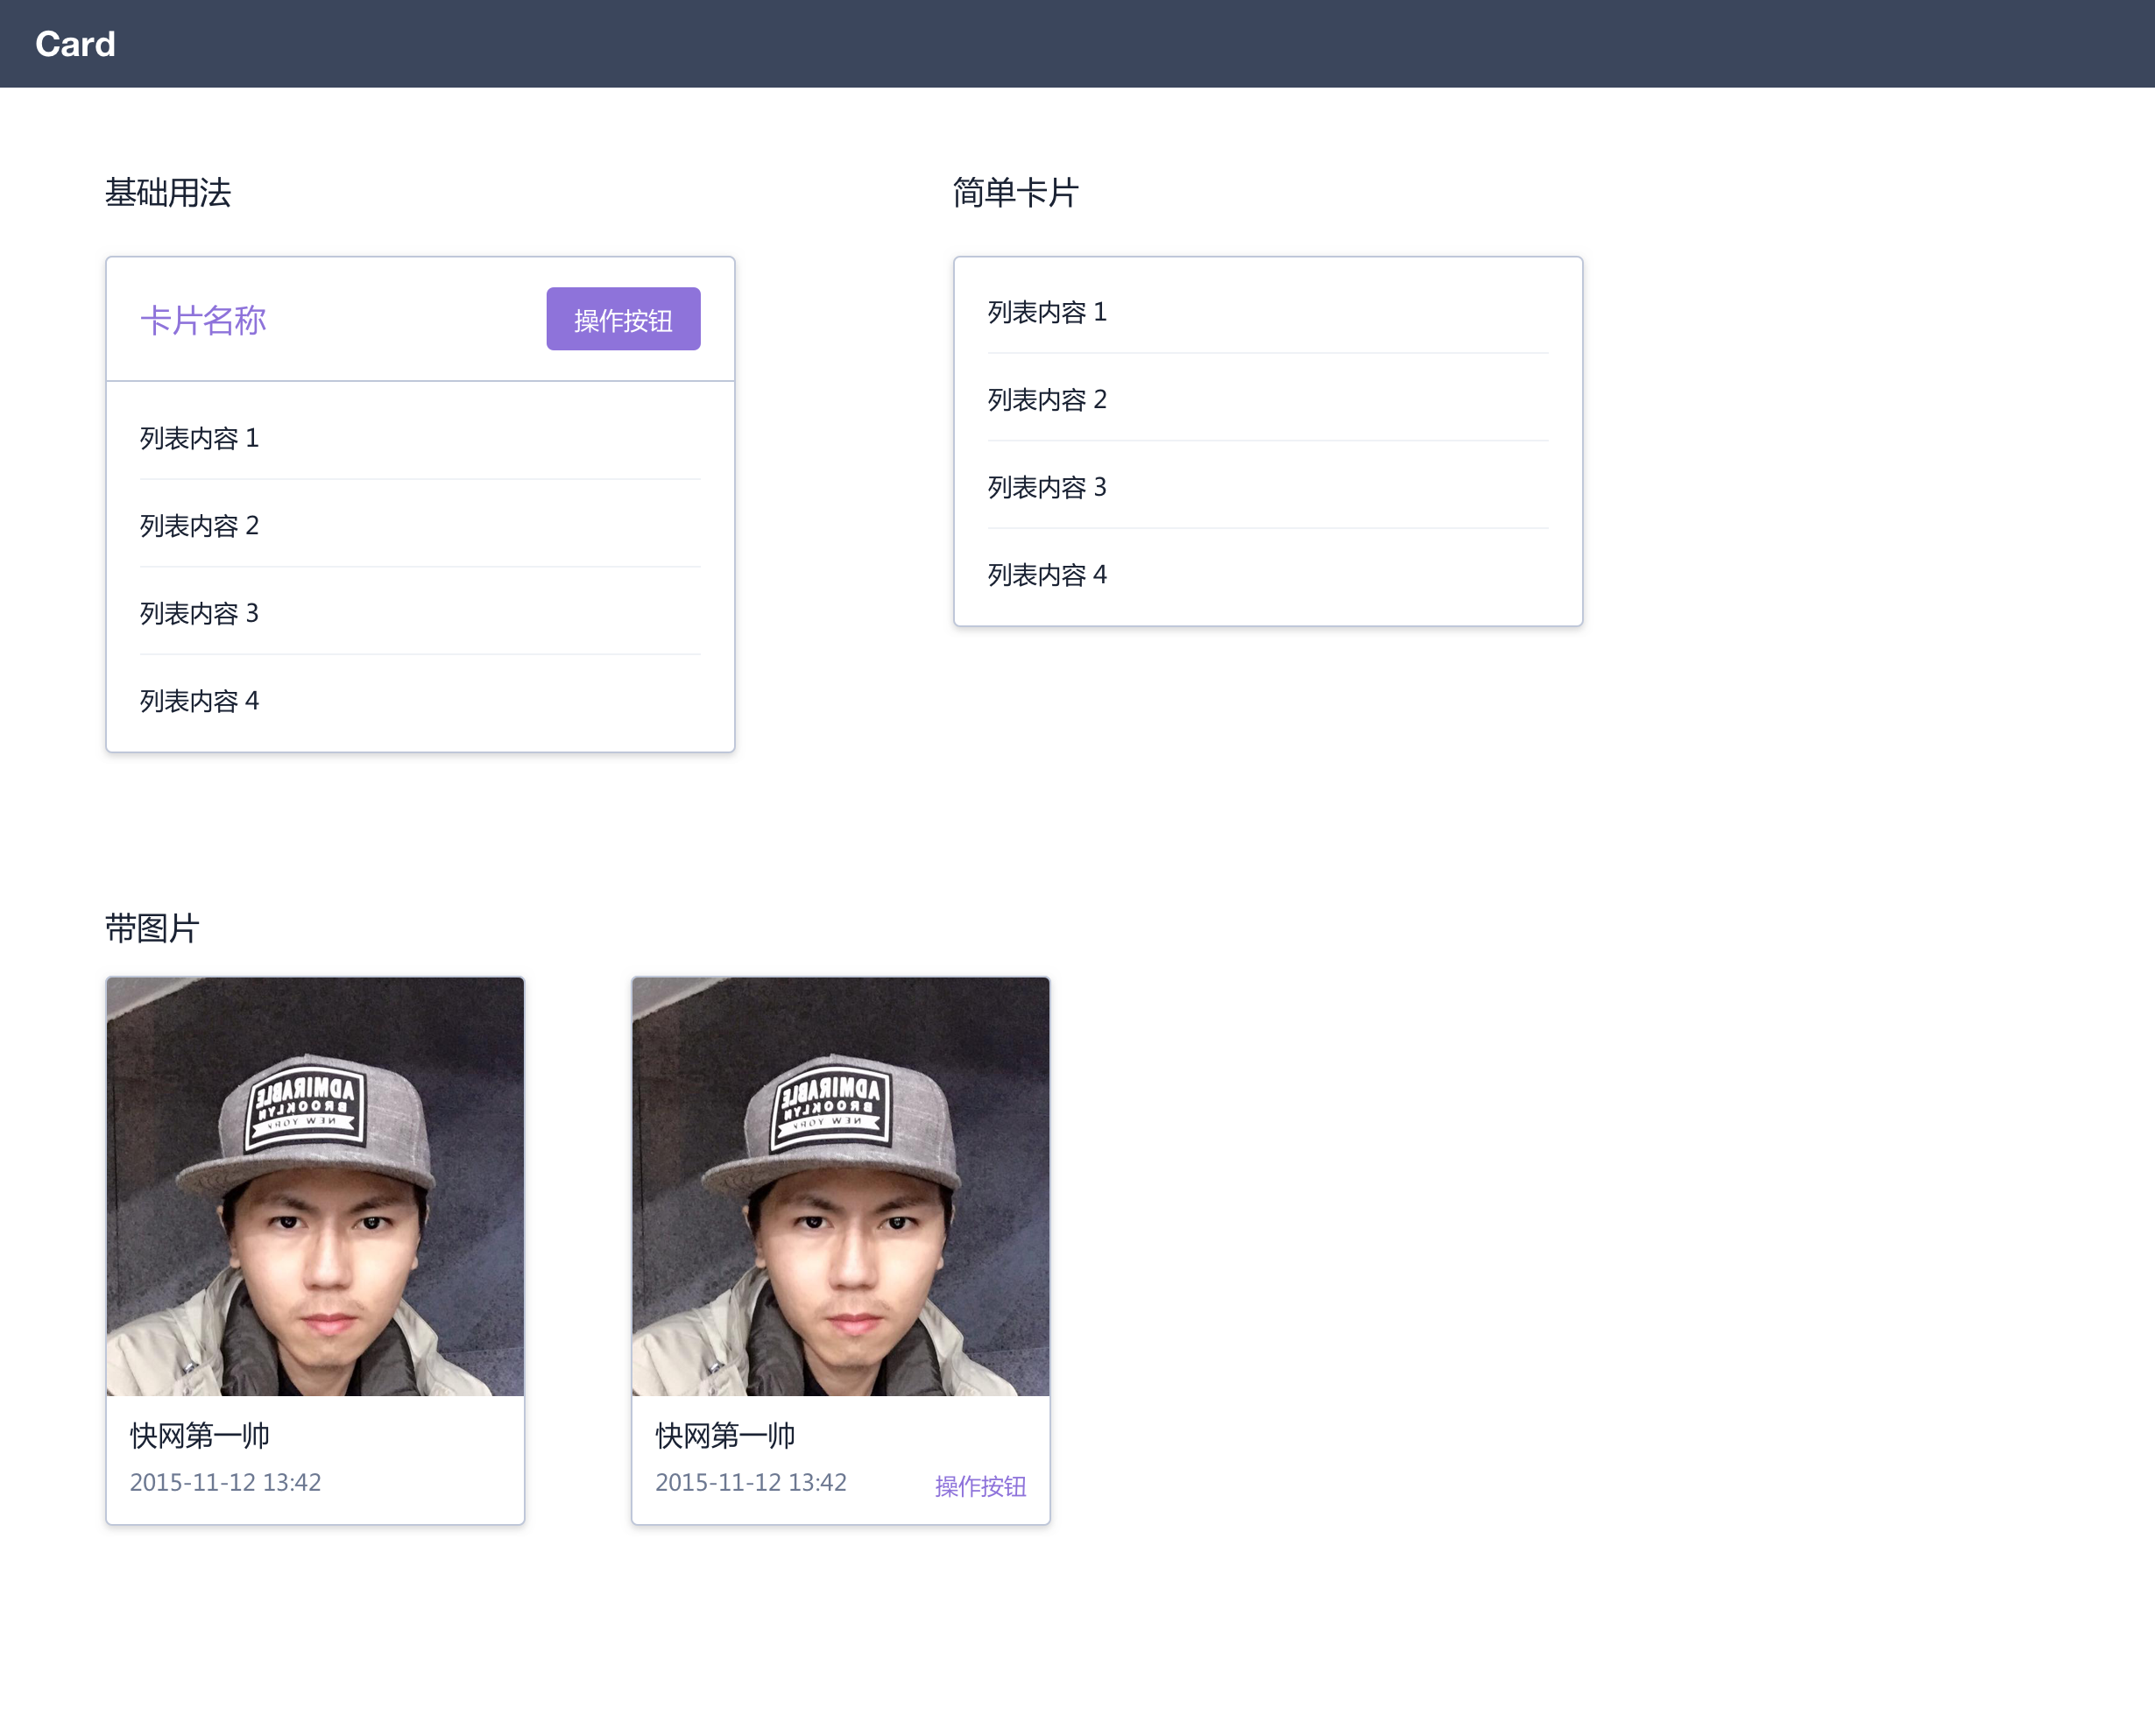 Card
基础用法
卡片名称
操作按钮
列表内容 1
列表内容 2
列表内容 3
列表内容 4
简单卡片
列表内容 1
列表内容 2
列表内容 3
列表内容 4
带图片
ADMIRABLE
BROOKLYN
NEW YORK
快网第一帅
2015-11-12 13:42
ADMIRABLE
BROOKLYN
NEW YORK
快网第一帅
2015-11-12 13:42
操作按钮